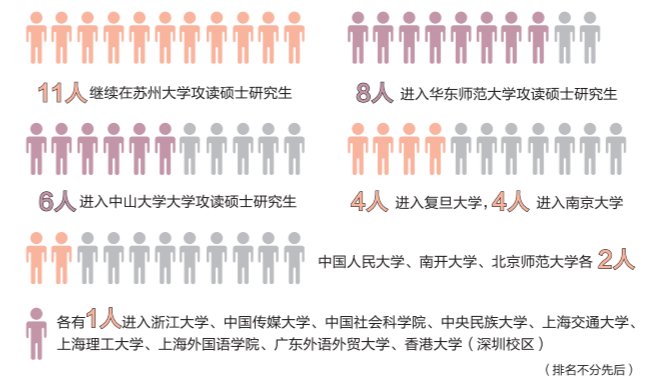 11人继续在苏州大学攻读硕士研究生
8人 进入华东师范大学攻读硕士研究生
6人进入中山大学大学攻读硕士研究生
4人 进入复旦大学，4人 进入南京大学
中国人民大学、南开大学、北京师范大学各 2人
各有1人进入浙江大学、中国传媒大学、中国社会科学院、中央民族大学、上海交通大学、
上海理工大学、上海外国语学院、广东外语外贸大学、香港大学（深圳校区）
（排名不分先后）